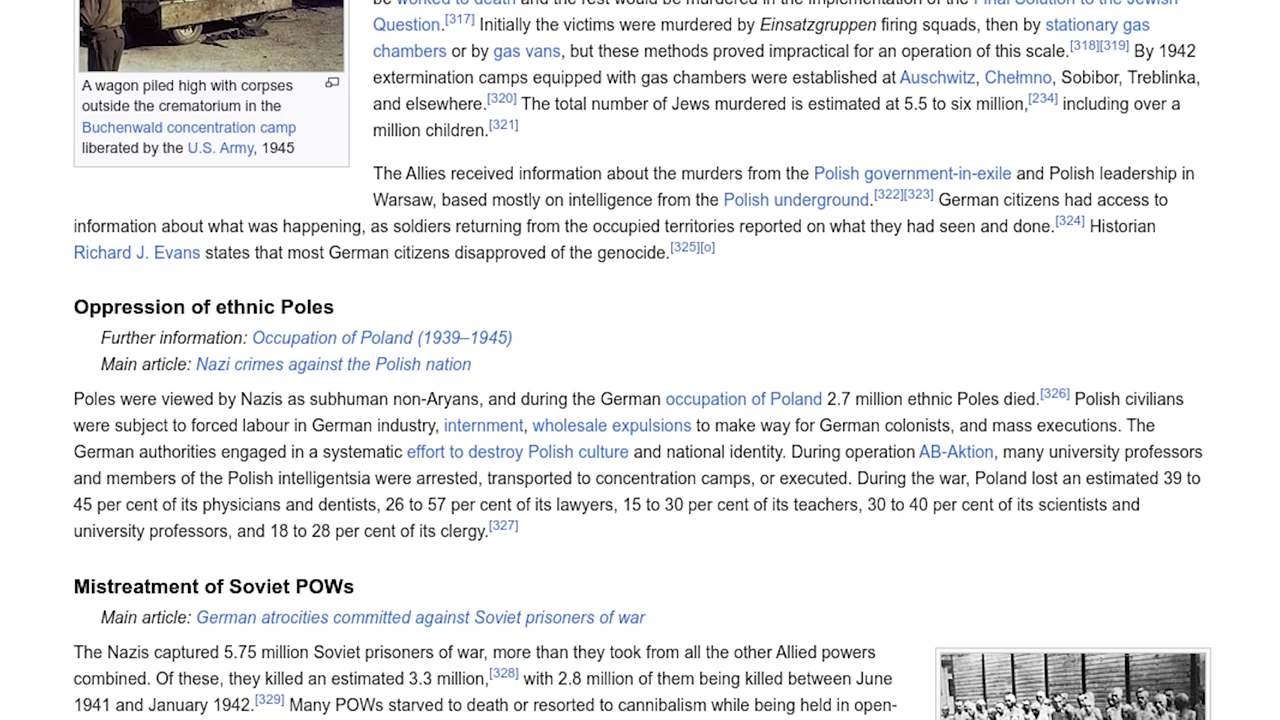 be worked to death and the rest would be murdered in the implementation of the Final Solution to the Jewish
Question.[317] Initially the victims were murdered by Einsatzgruppen firing squads, then by stationary gas
chambers or by gas vans, but these methods proved impractical for an operation of this scale.[318][319] By 1942
extermination camps equipped with gas chambers were established at Auschwitz, Chełmno, Sobibor, Treblinka,
and elsewhere.[320] The total number of Jews murdered is estimated at 5.5 to six million,[234] including over a
million children.[321]
A wagon piled high with corpses
outside the crematorium in the
Buchenwald concentration camp
liberated by the U.S. Army, 1945
The Allies received information about the murders from the Polish government-in-exile and Polish leadership in
Warsaw, based mostly on intelligence from the Polish underground.[322][323] German citizens had access to
information about what was happening, as soldiers returning from the occupied territories reported on what they had seen and done.[324] Historian
Richard J. Evans states that most German citizens disapproved of the genocide.[325][o]
Oppression of ethnic Poles
Further information: Occupation of Poland (1939–1945)
Main article: Nazi crimes against the Polish nation
Poles were viewed by Nazis as subhuman non-Aryans, and during the German occupation of Poland 2.7 million ethnic Poles died.[326] Polish civilians
were subject to forced labour in German industry, internment, wholesale expulsions to make way for German colonists, and mass executions. The
German authorities engaged in a systematic effort to destroy Polish culture and national identity. During operation AB-Aktion, many university professors
and members of the Polish intelligentsia were arrested, transported to concentration camps, or executed. During the war, Poland lost an estimated 39 to
45 per cent of its physicians and dentists, 26 to 57 per cent of its lawyers, 15 to 30 per cent of its teachers, 30 to 40 per cent of its scientists and
university professors, and 18 to 28 per cent of its clergy.[327]
Mistreatment of Soviet POWs
Main article: German atrocities committed against Soviet prisoners of war
The Nazis captured 5.75 million Soviet prisoners of war, more than they took from all the other Allied powers
combined. Of these, they killed an estimated 3.3 million,[328] with 2.8 million of them being killed between June
1941 and January 1942.[329] Many POWs starved to death or resorted to cannibalism while being held in open-